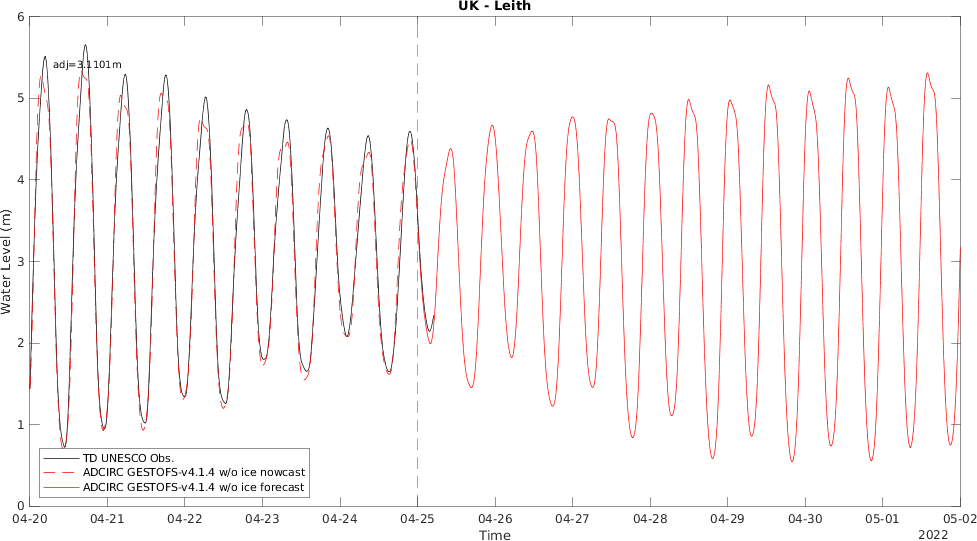 UK - Leith
6
adj=3.1101m
5
4
3
2
1
0
Water Level (m)
TD UNESCO Obs.
ADCIRC GESTOFS-v4.1.4 w/o ice nowcast
ADCIRC GESTOFS-v4.1.4 w/o ice forecast
04-20 04-21 04-22 04-23 04-24 04-25 04-26 04-27 04-28 04-29 04-30 05-01 05-02
Time
2022